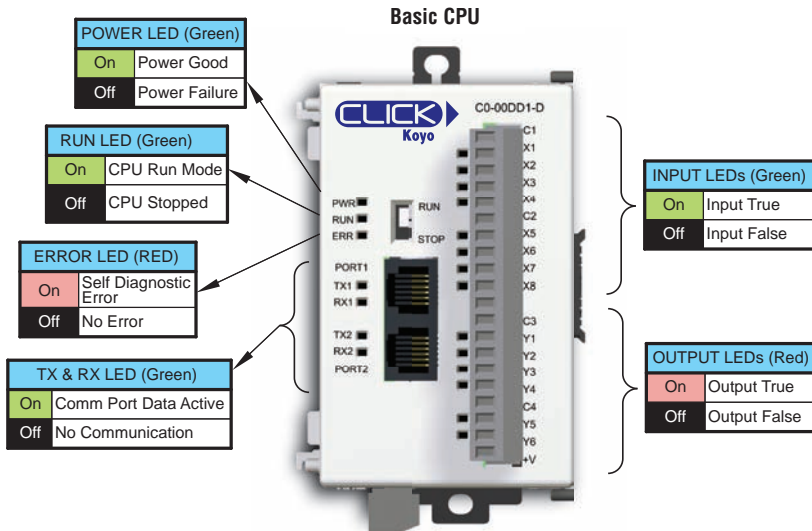 Basic CPU
POWER LED (Green)
On Power Good
Off Power Failure
RUN LED (Green)
On CPU Run Mode
Off CPU Stopped
ERROR LED (RED)
On Self Diagnostic
Error
Off No Error
TX & RX LED (Green)
On Comm Port Data Active
Off No Communication
CLICK
Koyo
C0-00DD1-D
PWR
RUN
ERR
RUN
STOP
PORT1
TX1
RX1
TX2
RX2
PORT2
C1
X1
X2
X3
X4
C2
X5
X6
X7
X8
C3
Y1
Y2
Y3
Y4
C4
Y5
Y6
+V
INPUT LEDs (Green)
On Input True
Off Input False
OUTPUT LEDs (Red)
On Output True
Off Output False